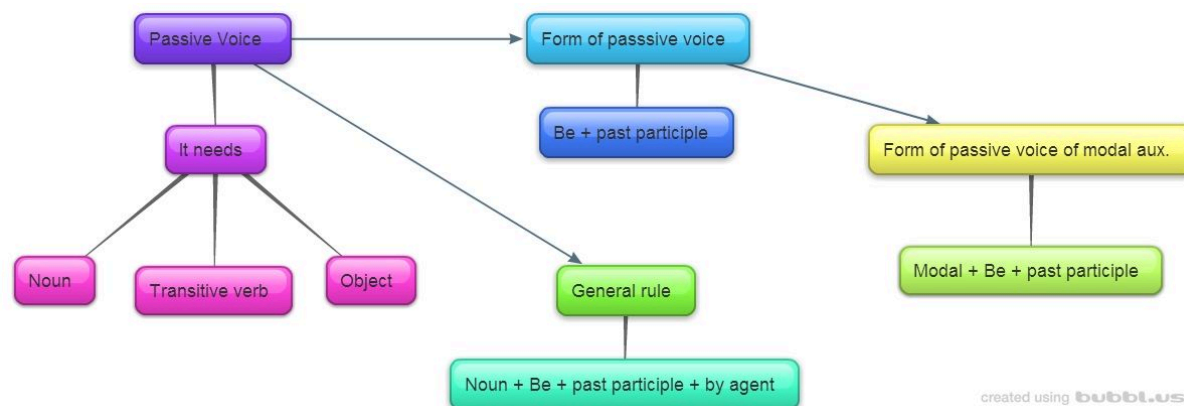 Passive Voice
Form of passsive voice
Be + past participle
It needs
Form of passive voice of modal aux.
Noun
Transitive verb
Object
General rule
Modal + Be + past participle
Noun + Be + past participle + by agent
created using bubbl.us